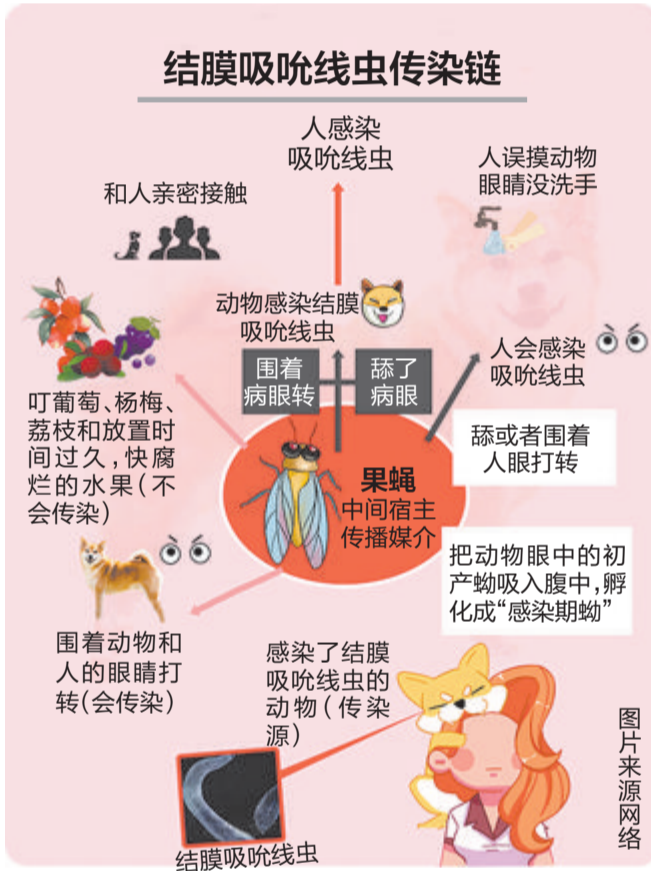 结膜吸吮线虫传染链
人感染
吸吮线虫
人误摸动物
眼睛没洗手
和人亲密接触
动物感染结膜
吸吮线虫
围着
病眼转
舔了
病眼
人会感染
吸吮线虫
叮葡萄、杨梅、
荔枝和放置时
间过久，快腐
烂的水果（不
会传染）
舔或者围着
人眼打转
果蝇
中间宿主
传播媒介
把动物眼中的初
产蚴吸入腹中，孵
化成“感染期蚴”
围着动物和
人的眼睛打
转（会传染）
感染了结膜
吸吮线虫的
动物（传染
源）
结膜吸吮线虫
图片来源网络